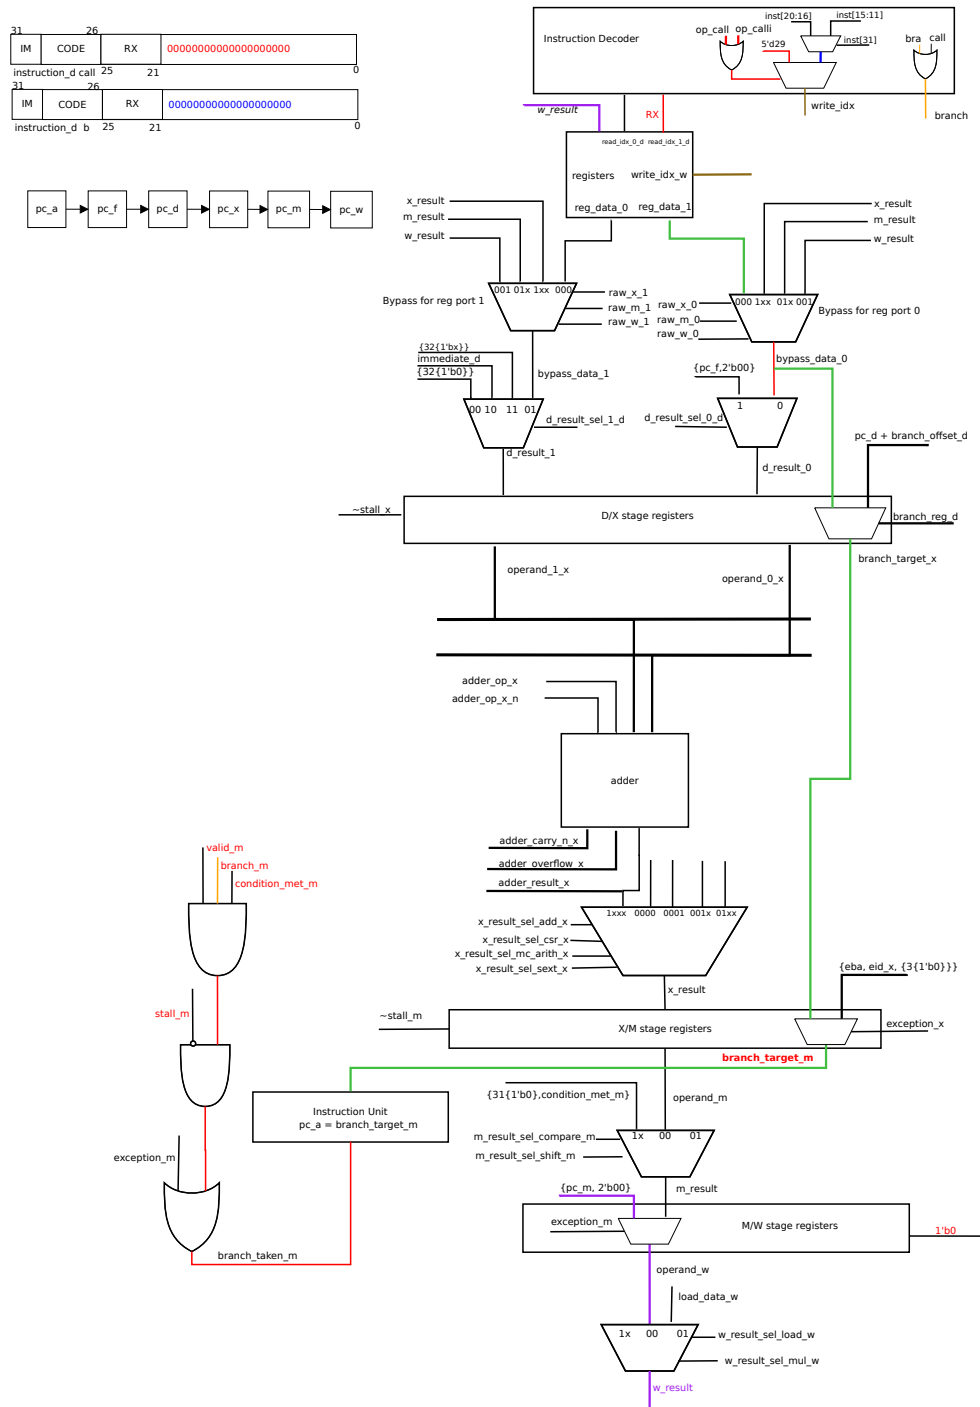 31 26
IM CODE RX 00000000000000000000
instruction_d call 25 21 0
31 26
IM CODE RX 00000000000000000000
instruction_d b 25 21 0
pc_a pc_f pc_d pc_x pc_m pc_w
Instruction Decoder
op_call op_calli
inst[20:16] inst[15:11]
5'd29 inst[31]
bra call
write_idx
branch
w_result
RX
read_idx_0_d read_idx_1_d
registers write_idx_w
reg_data_0 reg_data_1
x_result
m_result
w_result
x_result
m_result
w_result
001 01x 1xx 000
Bypass for reg port 1
raw_x_1
raw_m_1
raw_w_1
raw_x_0
raw_m_0
raw_w_0
000 1xx 01x 001
Bypass for reg port 0
{32{1'bx}}
immediate_d
{32{1'b0}}
bypass_data_1
bypass_data_0
{pc_f,2'b00}
00 10 11 01
d_result_sel_1_d
d_result_sel_0_d
1 0
d_result_1
d_result_0
pc_d + branch_offset_d
~stall_x
D/X stage registers
branch_reg_d
branch_target_x
operand_1_x
operand_0_x
adder_op_x
adder_op_x_n
adder
adder_carry_n_x
adder_overflow_x
adder_result_x
1xxx 0000 0001 001x 01xx
x_result_sel_add_x
x_result_sel_csr_x
x_result_sel_mc_arith_x
x_result_sel_sext_x
x_result
valid_m
branch_m
condition_met_m
stall_m
exception_m
branch_taken_m
{eba, eid_x, {3{1'b0}}}
~stall_m
X/M stage registers
exception_x
branch_target_m
Instruction Unit
pc_a = branch_target_m
{31{1'b0},condition_met_m}
operand_m
1x 00 01
m_result_sel_compare_m
m_result_sel_shift_m
m_result
{pc_m, 2'b00}
exception_m
M/W stage registers
1'b0
operand_w
load_data_w
1x 00 01
w_result_sel_load_w
w_result_sel_mul_w
w_result